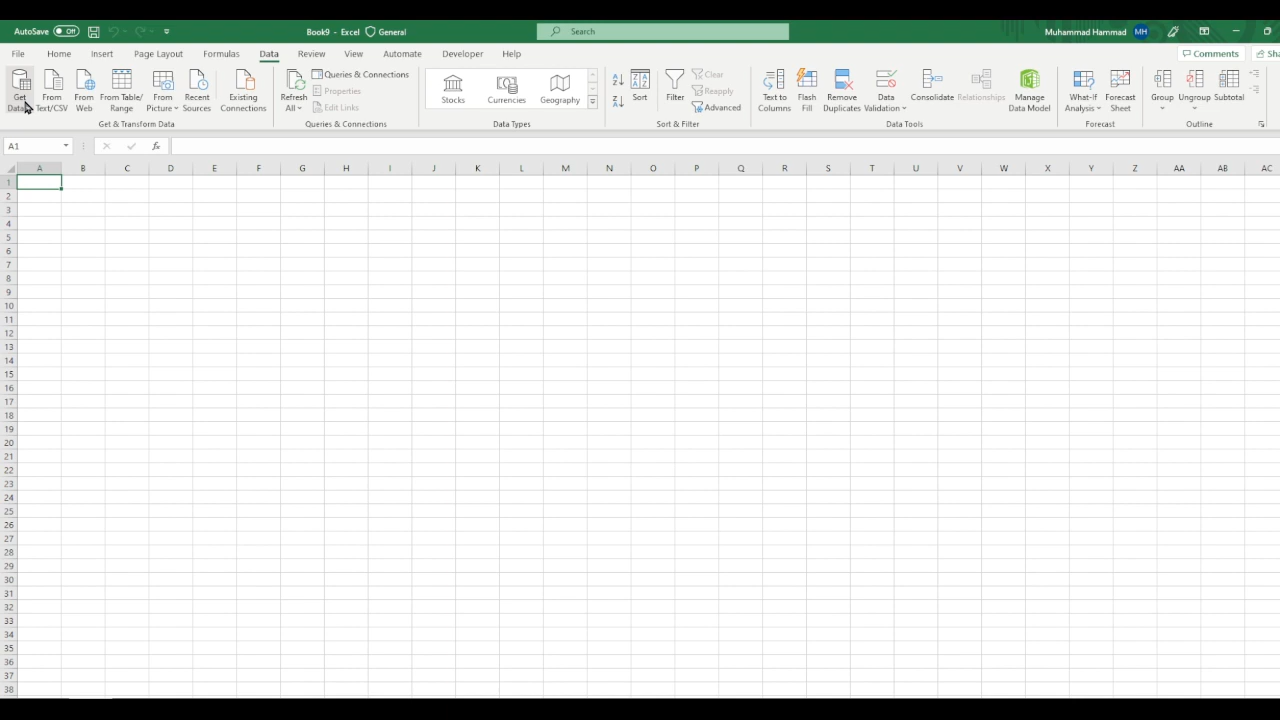 AutoSave Off Book9 - Excel General Search Muhammad Hammad MH
File Home Insert Page Layout Formulas Data Review View Automate Developer Help Comments Sha
Get Data
From Text/CSV
From Web
From Table/ Range
From Picture
Recent Sources
Existing Connections
Get & Transform Data
Refresh All
Queries & Connections
Properties
Edit Links
Queries & Connections
Stocks Currencies Geography
Data Types
Sort
Filter
Clear
Reapply
Advanced
Sort & Filter
Text to Columns
Flash Fill
Remove Duplicates
Data Validation
Consolidate
Relationships
Manage Data Model
Data Tools
What-If Analysis
Forecast Sheet
Forecast
Group
Ungroup
Subtotal
Outline
A1 fx
A B C D E F G H I J K L M N O P Q R S T U V W X Y Z AA AB AC
1
2
3
4
5
6
7
8
9
10
11
12
13
14
15
16
17
18
19
20
21
22
23
24
25
26
27
28
29
30
31
32
33
34
35
36
37
38